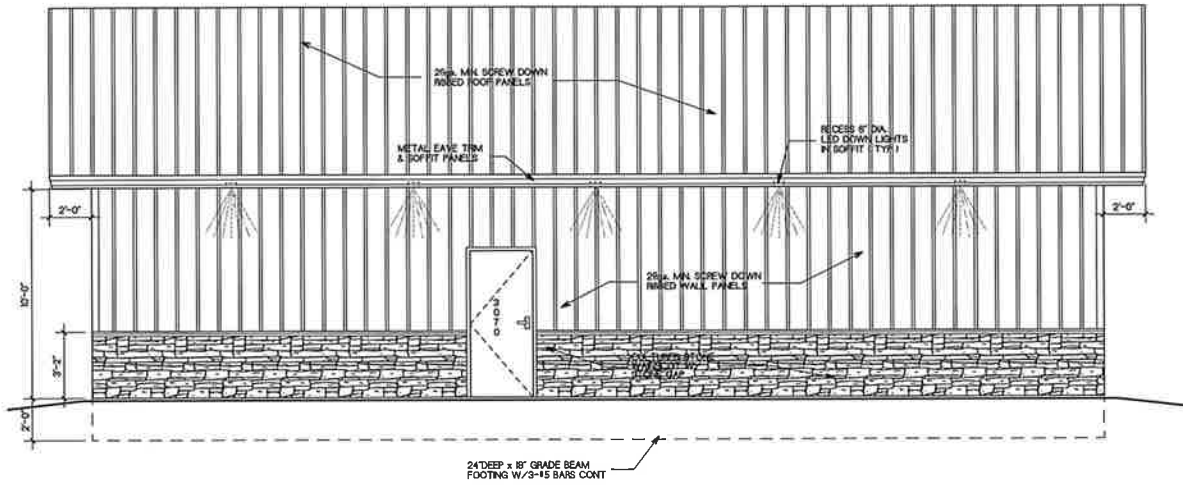 26ga. MIN. SCREW DOWN
RIBBED ROOF PANELS
METAL EAVE TRIM
& SOFFIT PANELS
RECESS 6" DIA.
LED DOWN LIGHTS
IN SOFFIT ( TYP. )
2'-0"
2'-0"
10'-0"
3'-2"
2'-0"
3070
26ga. MIN. SCREW DOWN
RIBBED WALL PANELS
24"DEEP x 18" GRADE BEAM
FOOTING W/3-#5 BARS CONT